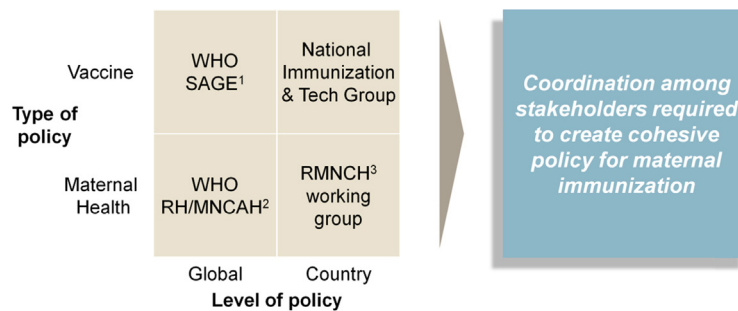 Type of
policy
Vaccine
WHO
SAGE¹
National
Immunization
& Tech Group
Maternal
Health
WHO
RH/MNCAH²
RMNCH³
working
group
Global
Country
Level of policy
Coordination among
stakeholders required
to create cohesive
policy for maternal
immunization